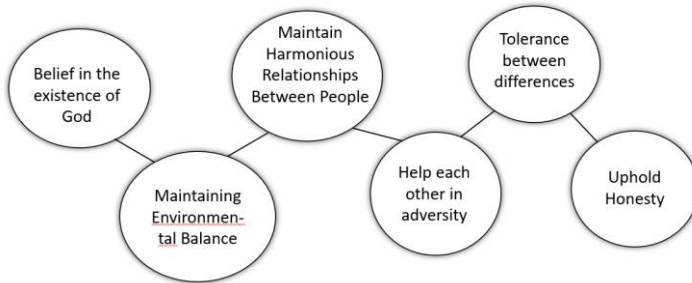 Belief in the
existence of
God
Maintaining
Environmen-
tal Balance
Maintain
Harmonious
Relationships
Between People
Help each
other in
adversity
Tolerance
between
differences
Uphold
Honesty